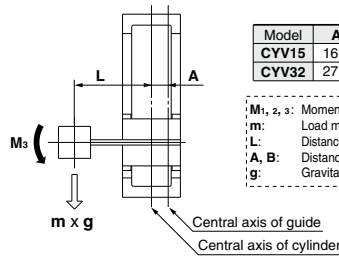 L
A
M3
m x g
Central axis of guide
Central axis of cylinder
Model A
CYV15 16
CYV32 27
M1, 2, 3: Momen
m: Load m
L: Distanc
A, B: Distanc
g: Gravita